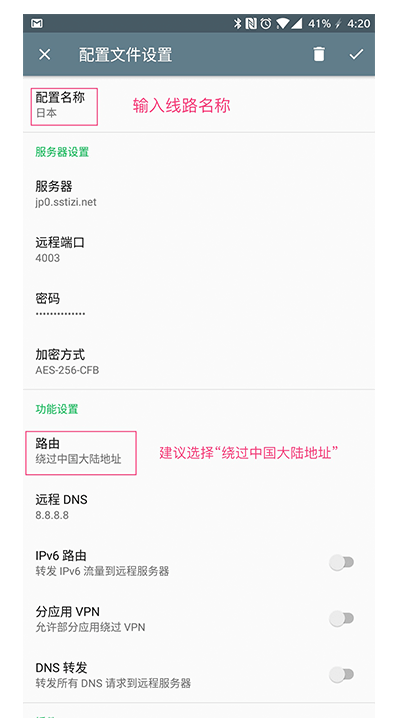 41% 4:20
配置文件设置
配置名称
日本
输入线路名称
服务器设置
服务器
jp0.sstizi.net
远程端口
4003
密码
••••••••••••••
加密方式
AES-256-CFB
功能设置
路由
绕过中国大陆地址
建议选择“绕过中国大陆地址”
远程 DNS
8.8.8.8
IPv6 路由
转发 IPv6 流量到远程服务器
分应用 VPN
允许部分应用绕过 VPN
DNS 转发
转发所有 DNS 请求到远程服务器